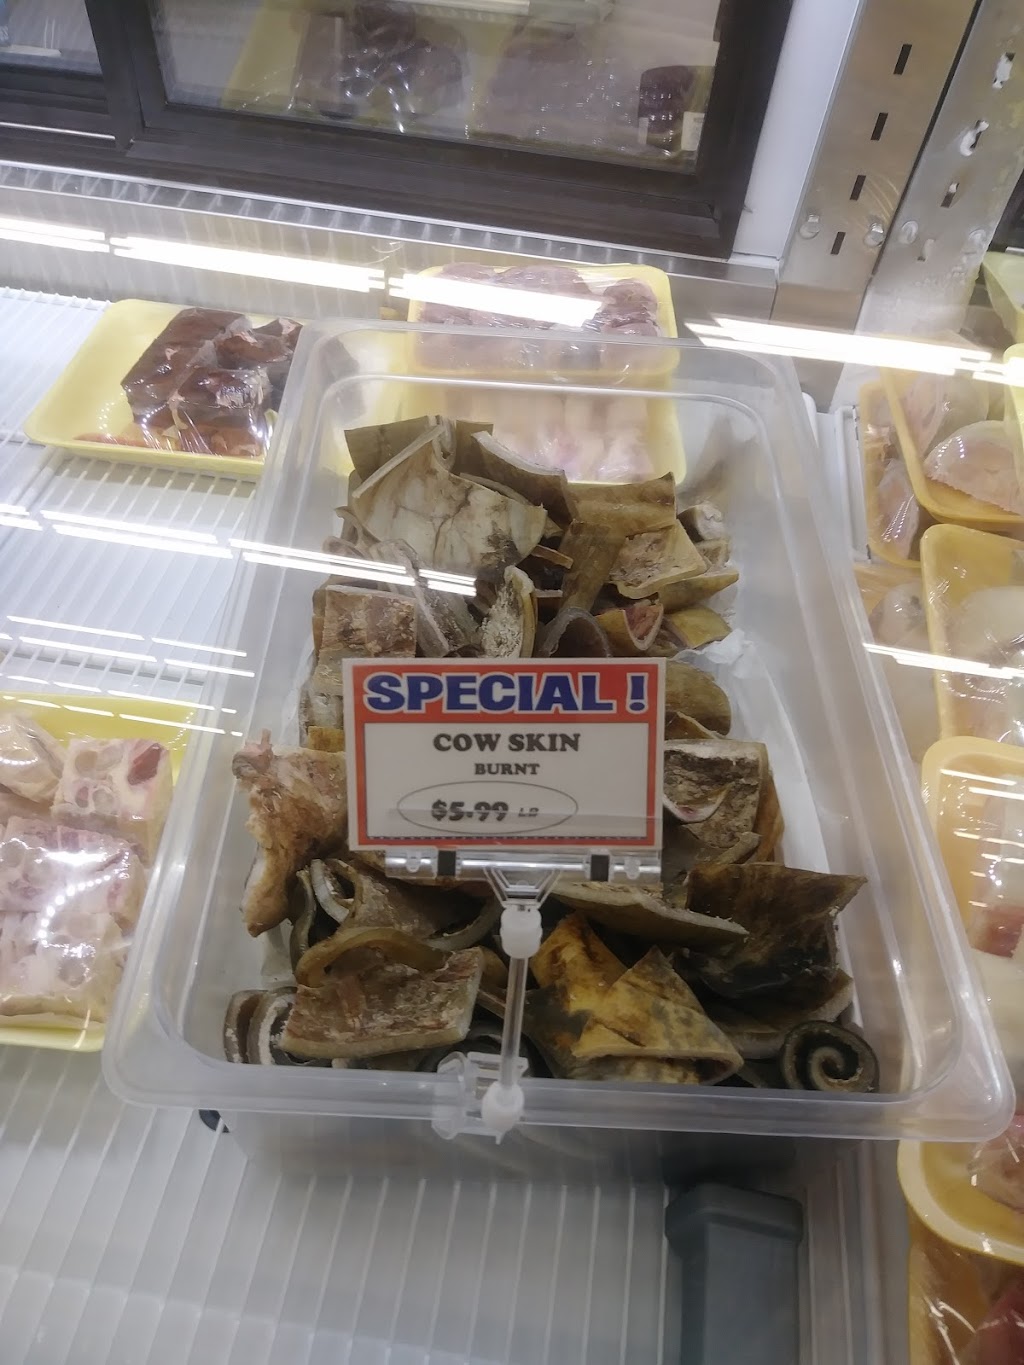 SPECIAL!
COW SKIN
BURNT
$5.99 LB